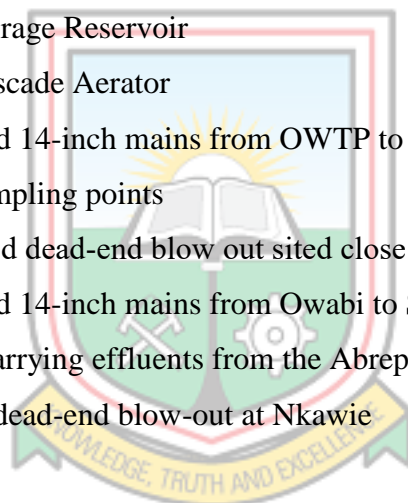 rage Reservoir
scade Aerator
d 14-inch mains from OWTP to
mpling points
d dead-end blow out sited close
d 14-inch mains from Owabi to
arrying effluents from the Abrep
dead-end blow-out at Nkawie
KNOWLEDGE, TRUTH AND EXCELLENCE